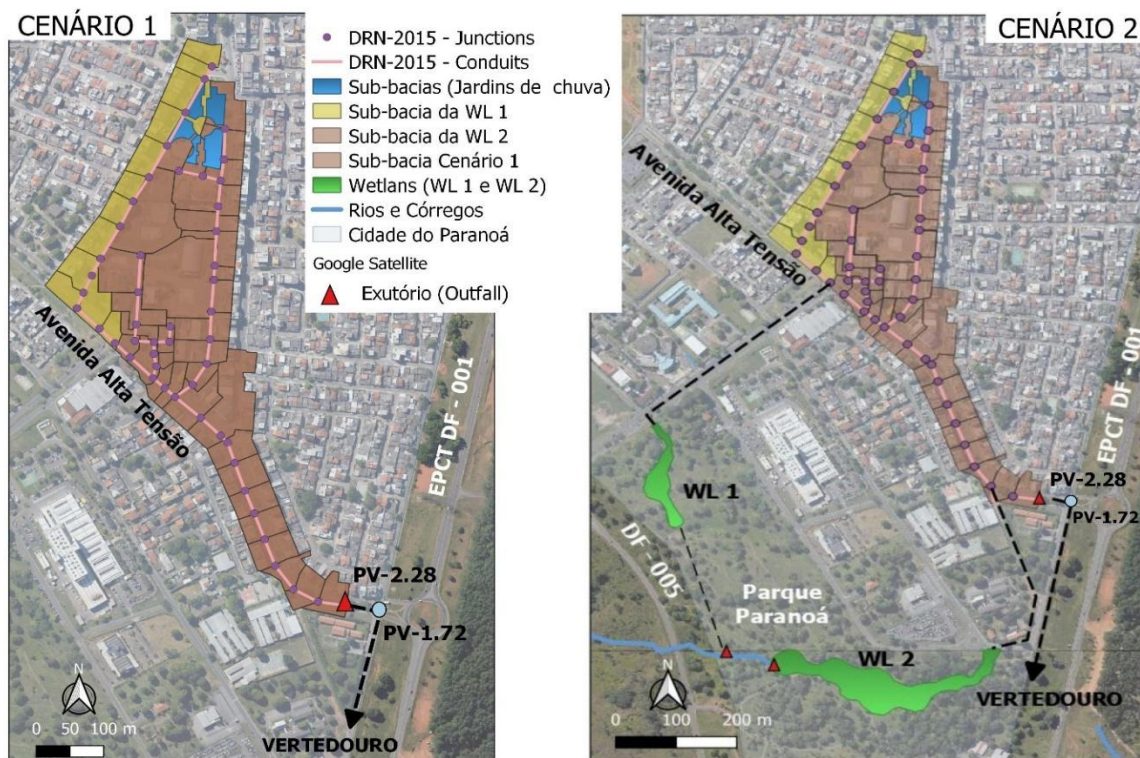 CENÁRIO 1
DRN-2015 - Junctions
DRN-2015 - Conduits
Sub-bacias (Jardins de chuva)
Sub-bacia da WL 1
Sub-bacia da WL 2
Sub-bacia Cenário 1
Wetlans (WL 1 e WL 2)
Rios e Córregos
Cidade do Paranoá
Google Satellite
Exutório (Outfall)
Avenida Alta Tensão
EPCT DF - 001
PV-2.28
PV-1.72
N
0 50 100 m
VERTEDOURO
CENÁRIO 2
Avenida Alta Tensão
EPCT DF - 001
WL 1
PV-2.28
PV-1.72
DF - 005
Parque
Paranoá
WL 2
N
0 100 200 m
VERTEDOURO